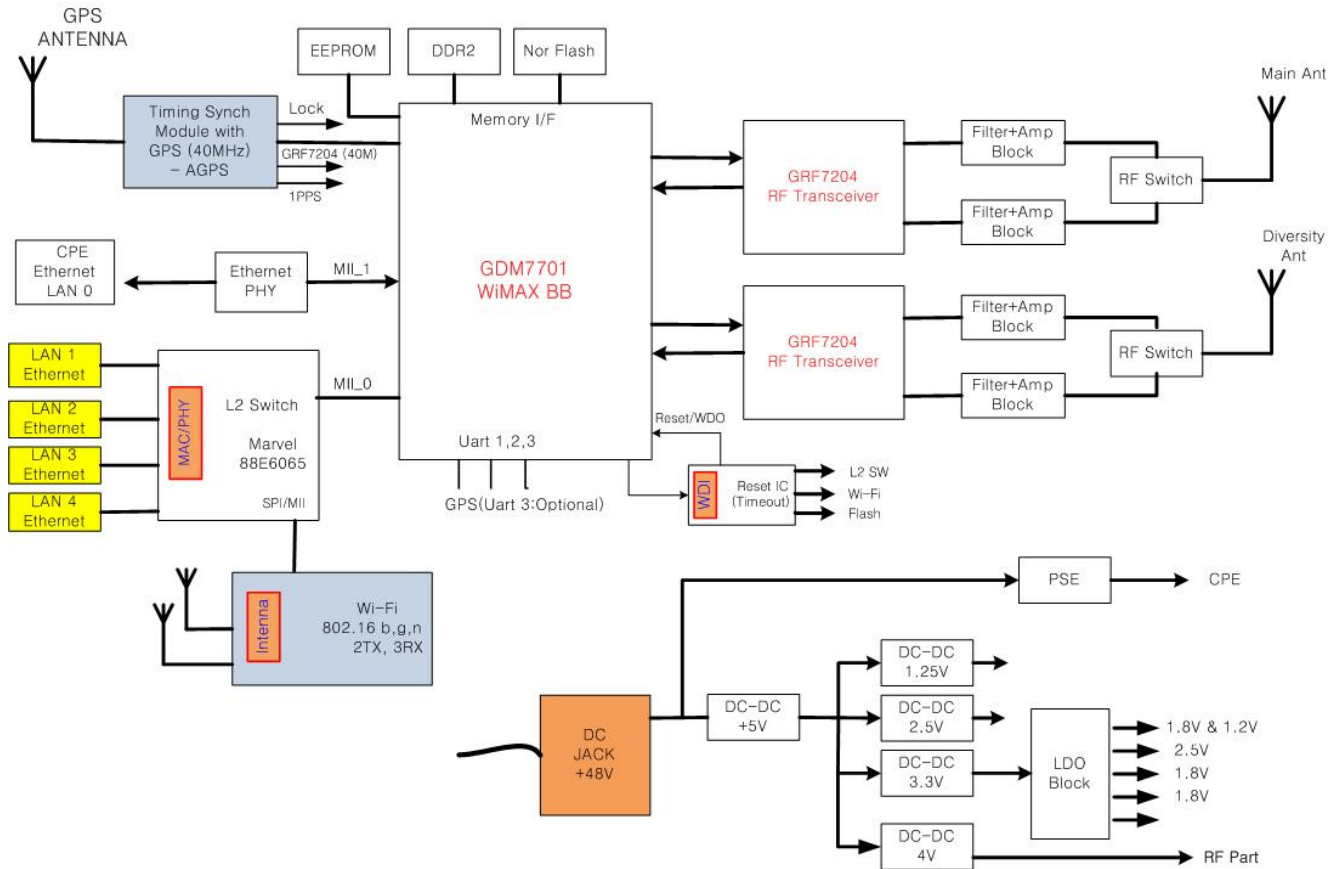 GPS
ANTENNA
EEPROM
DDR2
Nor Flash
Main Ant
Timing Synch
Module with
GPS (40MHz)
- AGPS
Lock
GRF7204 (40M)
1PPS
Memory I/F
GRF7204
RF Transceiver
Filter+Amp
Block
Filter+Amp
Block
RF Switch
CPE
Ethernet
LAN 0
Ethernet
PHY
MII_1
GDM7701
WiMAX BB
Diversity
Ant
GRF7204
RF Transceiver
Filter+Amp
Block
Filter+Amp
Block
RF Switch
LAN 1
Ethernet
LAN 2
Ethernet
LAN 3
Ethernet
LAN 4
Ethernet
MAC/PHY
L2 Switch
Marvel
88E6065
SPI/MII
MII_0
Uart 1,2,3
GPS(Uart 3:Optional)
Reset/WDO
WDI
Reset IC
(Timeout)
L2 SW
Wi-Fi
Flash
Intenna
Wi-Fi
802.16 b,g,n
2TX, 3RX
PSE
CPE
DC
JACK
+48V
DC-DC
+5V
DC-DC
1.25V
DC-DC
2.5V
DC-DC
3.3V
DC-DC
4V
LDO
Block
1.8V & 1.2V
2.5V
1.8V
1.8V
RF Part